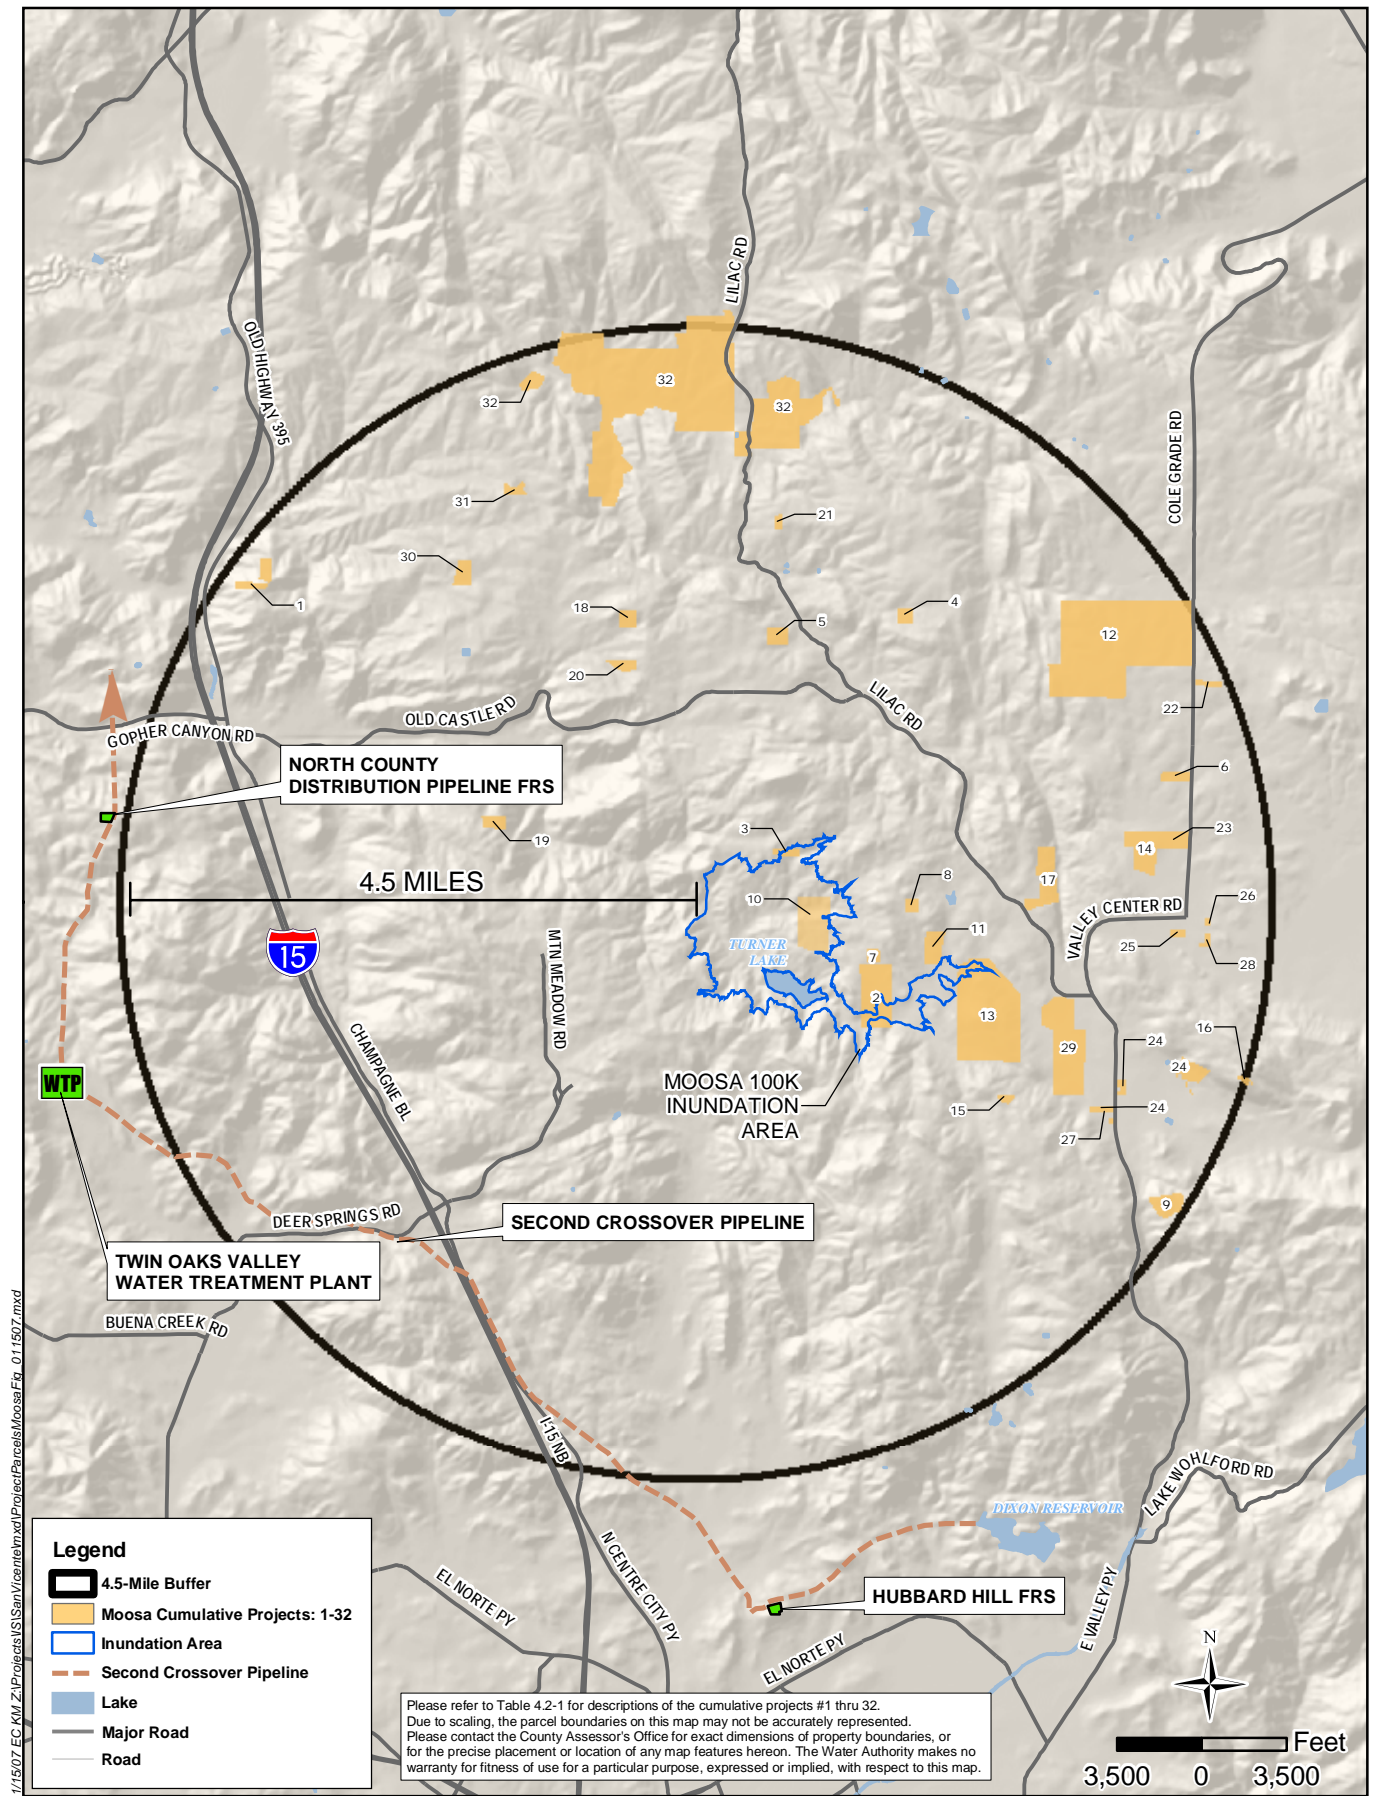 LILAC RD
OLD HIGHWAY 395
32
32
32
COLE GRADE RD
31
21
30
1
18
5
4
12
20
22
LILAC RD
OLD CASTLE RD
GOPHER CANYON RD
NORTH COUNTY
DISTRIBUTION PIPELINE FRS
6
3
19
23
14
4.5 MILES
8
17
10
26
VALLEY CENTER RD
15
TURNER
LAKE
11
25
28
7
MTN MEADOW RD
2
13
CHAMPAGNE BL
29
24
16
24
WTP
MOOSA 100K
INUNDATION
AREA
15
24
27
9
DEER SPRINGS RD
SECOND CROSSOVER PIPELINE
TWIN OAKS VALLEY
WATER TREATMENT PLANT
BUENA CREEK RD
I-15 NB
LAKE WOHLFORD RD
DIXON RESERVOIR
N CENTRE CITY PY
EL NORTE PY
HUBBARD HILL FRS
E VALLEY PY
EL NORTE PY
Legend
4.5-Mile Buffer
Moosa Cumulative Projects: 1-32
Inundation Area
Second Crossover Pipeline
Lake
Major Road
Road
Please refer to Table 4.2-1 for descriptions of the cumulative projects #1 thru 32.
Due to scaling, the parcel boundaries on this map may not be accurately represented.
Please contact the County Assessor's Office for exact dimensions of property boundaries, or
for the precise placement or location of any map features hereon. The Water Authority makes no
warranty for fitness of use for a particular purpose, expressed or implied, with respect to this map.
N
Feet
3,500 0 3,500
1/15/07 EC KM Z:\Projects\IS\SanVicente\mxd\ProjectParcelsMoosaFig_011507.mxd